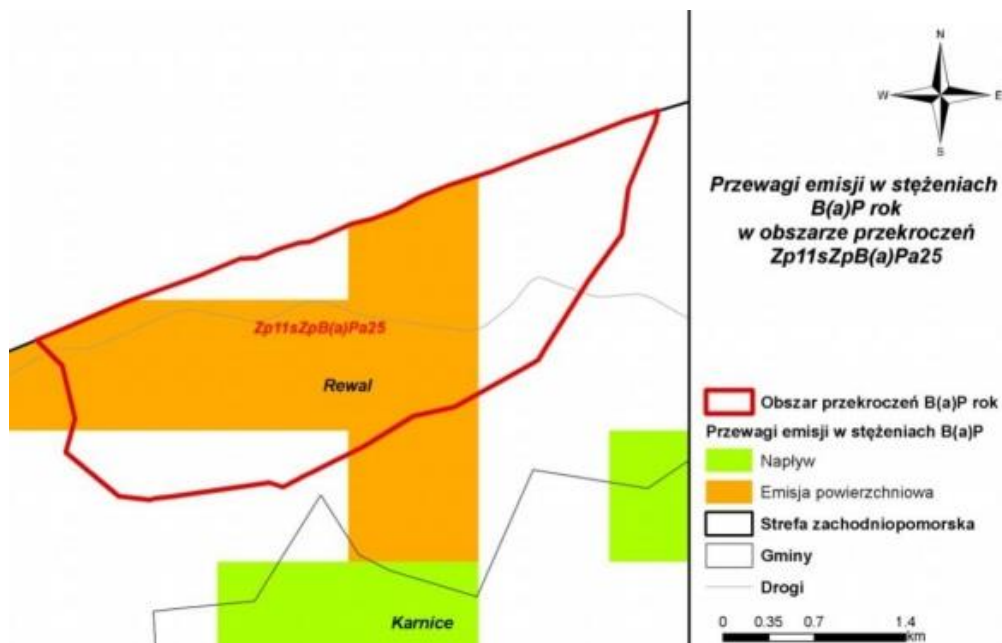 N
W
E
S
Przewagi emisji w stężeniach
B(a)P rok
w obszarze przekroczeń
Zp11sZpB(a)Pa25
Zp11sZpB(a)Pa25
Rewal
Karnice
Obszar przekroczeń B(a)P rok
Przewagi emisji w stężeniach B(a)P
Napływ
Emisja powierzchniowa
Strefa zachodniopomorska
Gminy
Drogi
0 0.35 0.7 1.4
km